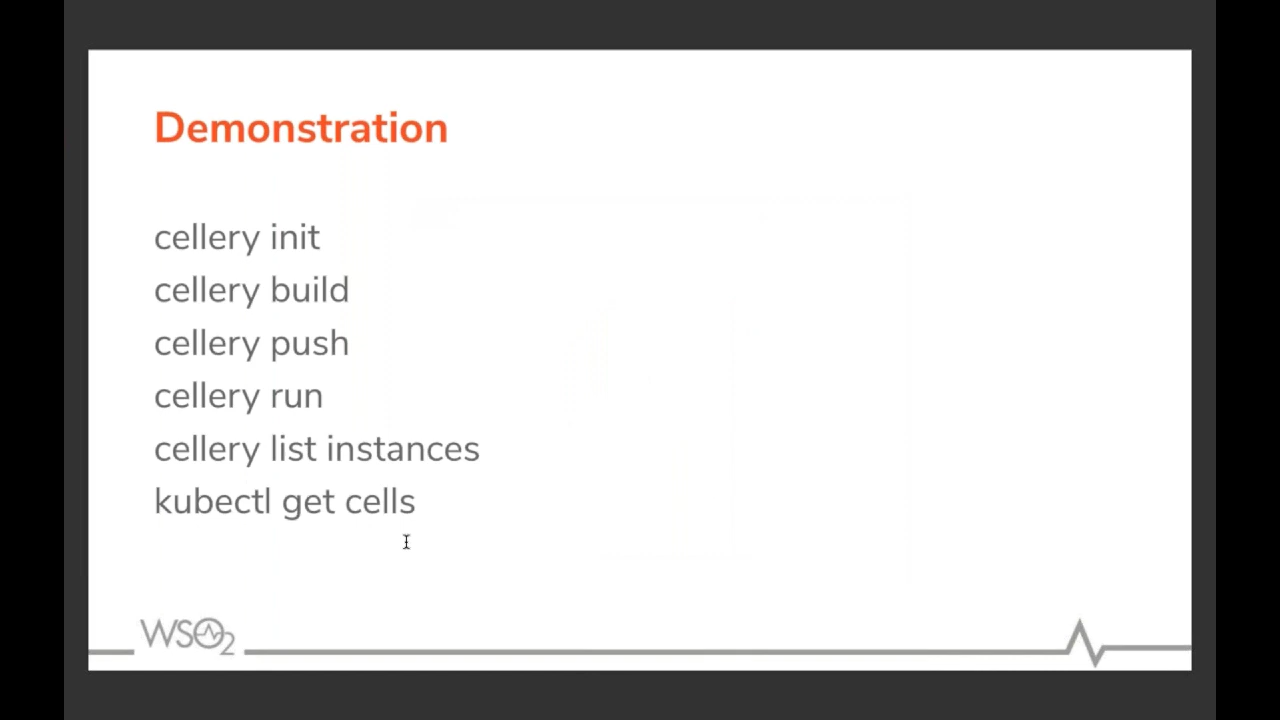 Demonstration
cellery init
cellery build
cellery push
cellery run
cellery list instances
kubectl get cells
WSO2